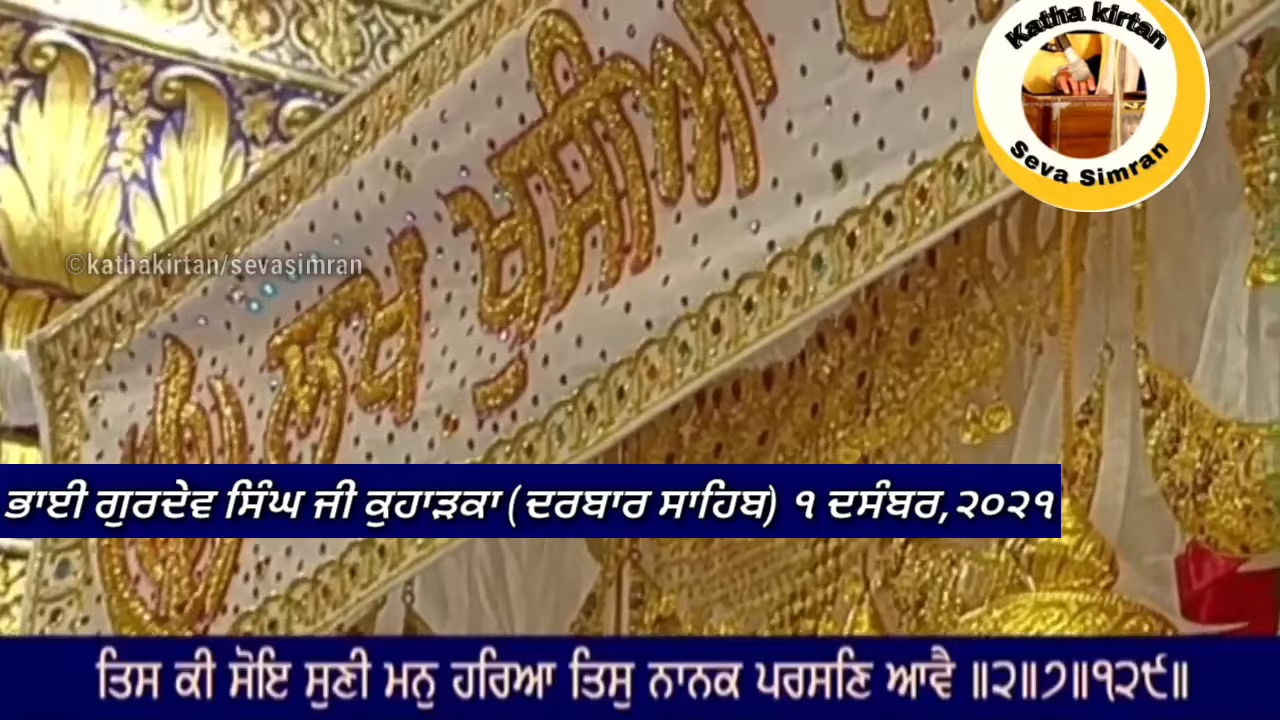 Katha kirtan
Seva Simran
ਲਖ ਖੁਸੀਆ
©kathakirtan/sevasimran
ਭਾਈ ਗੁਰਦੇਵ ਸਿੰਘ ਜੀ ਕੁਹਾੜਕਾ (ਦਰਬਾਰ ਸਾਹਿਬ) ੧ ਦਸੰਬਰ,੨੦੨੧
ਤਿਸ ਕੀ ਸੋਇ ਸੁਣੀ ਮਨੁ ਹਰਿਆ ਤਿਸੁ ਨਾਨਕ ਪਰਸਣਿ ਆਵੈ ॥੨॥੭॥੧੨੯॥